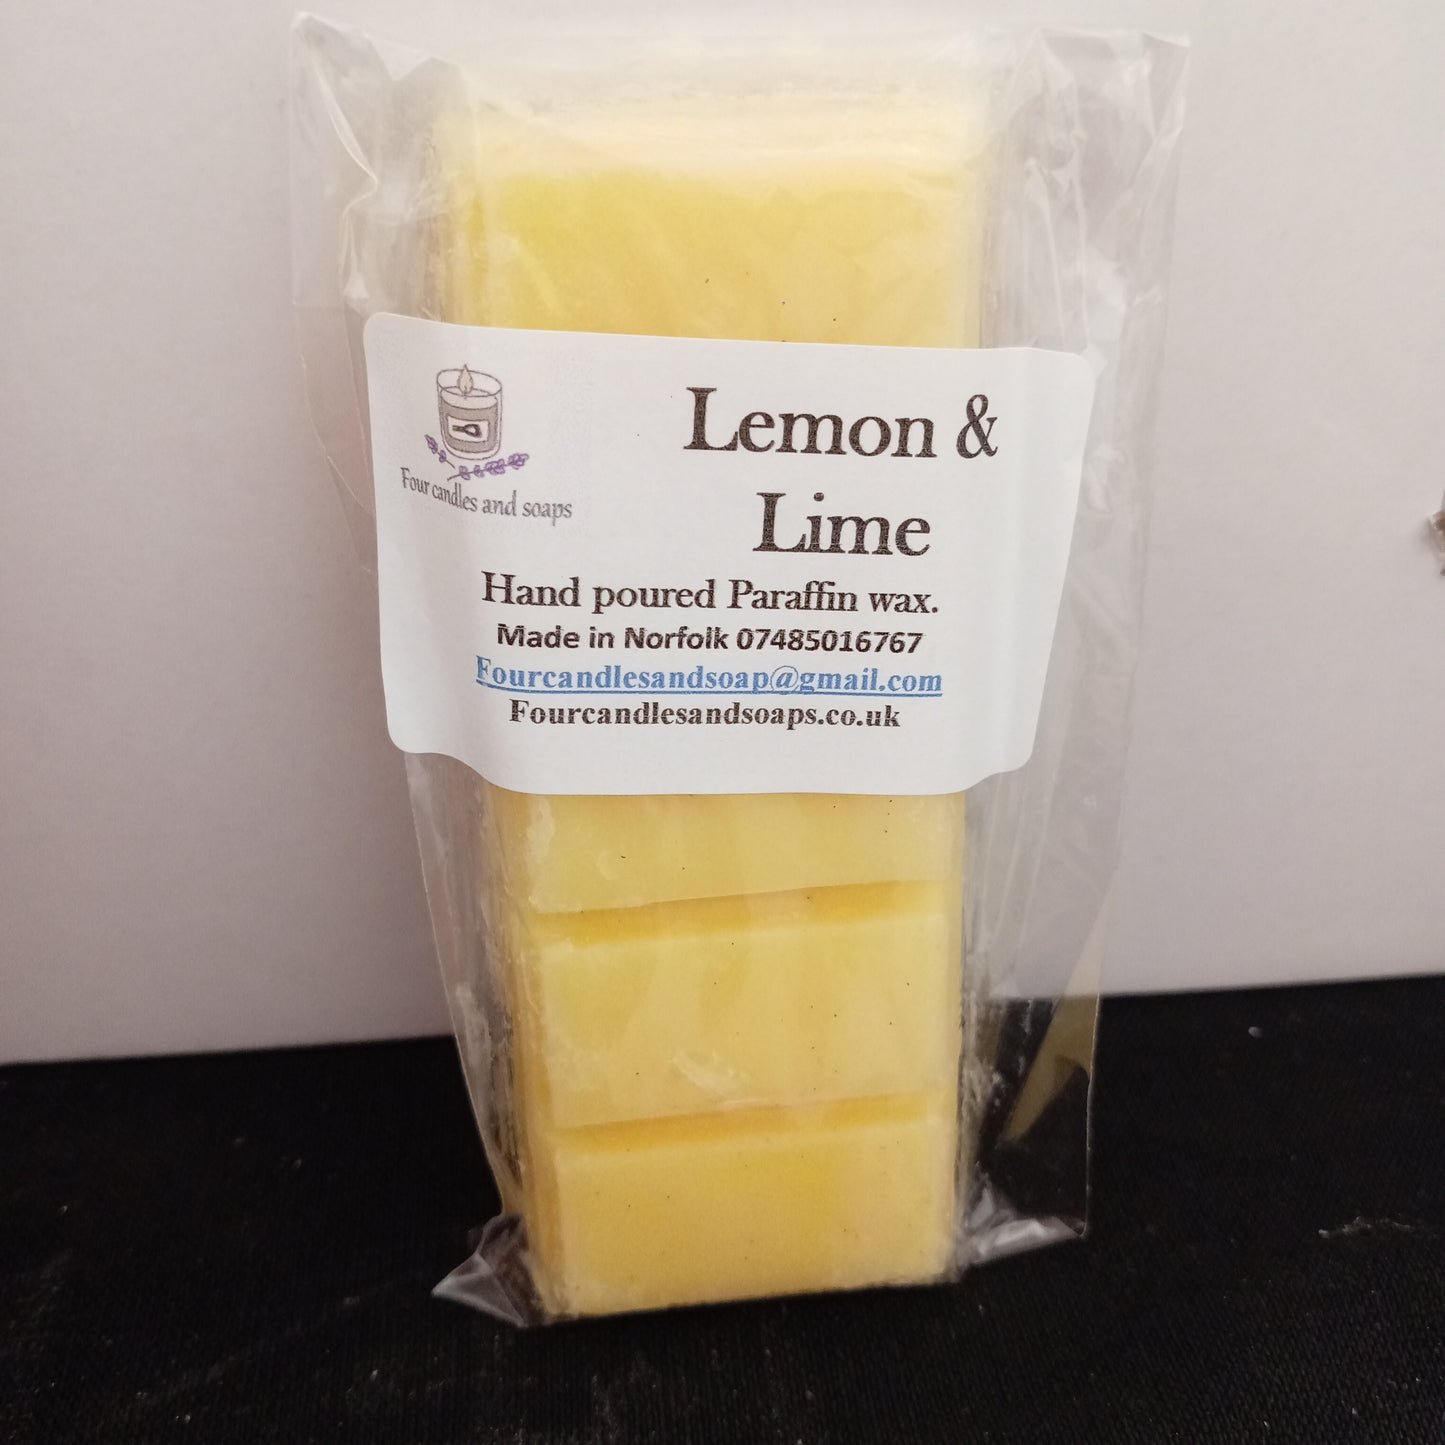 Four candles and soaps
Lemon &
Lime
Hand poured Paraffin wax.
Made in Norfolk 07485016767
Fourcandlesandsoap@gmail.com
Fourcandlesandsoaps.co.uk